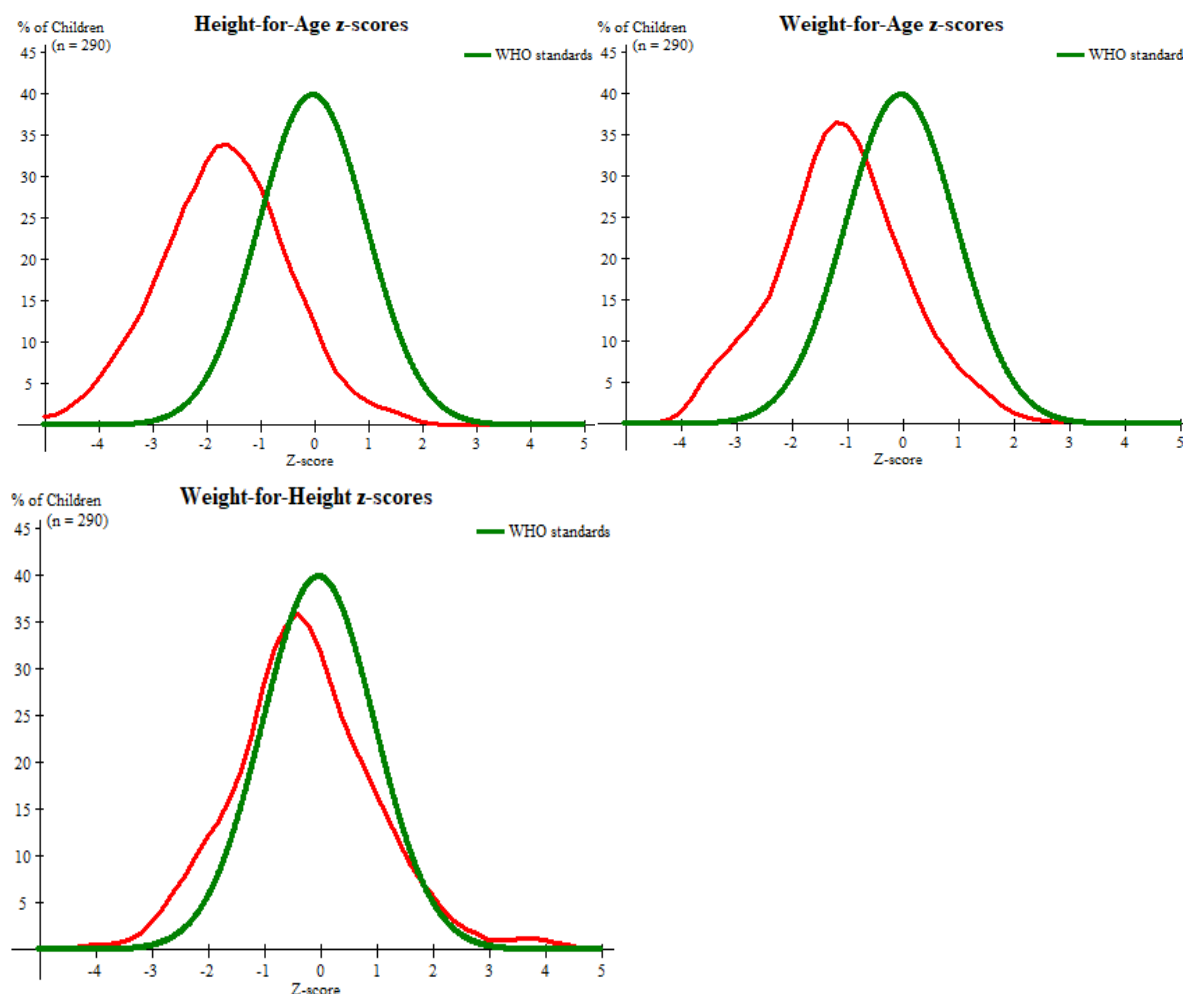 Height-for-Age z-scores
% of Children
(n = 290)
WHO standards
45
40
35
30
25
20
15
10
5
-4 -3 -2 -1 0 1 2 3 4 5
Z-score
Weight-for-Age z-scores
% of Children
(n = 290)
WHO standard
45
40
35
30
25
20
15
10
5
-4 -3 -2 -1 0 1 2 3 4 5
Z-score
Weight-for-Height z-scores
% of Children
(n = 290)
WHO standards
45
40
35
30
25
20
15
10
5
-4 -3 -2 -1 0 1 2 3 4 5
Z-score